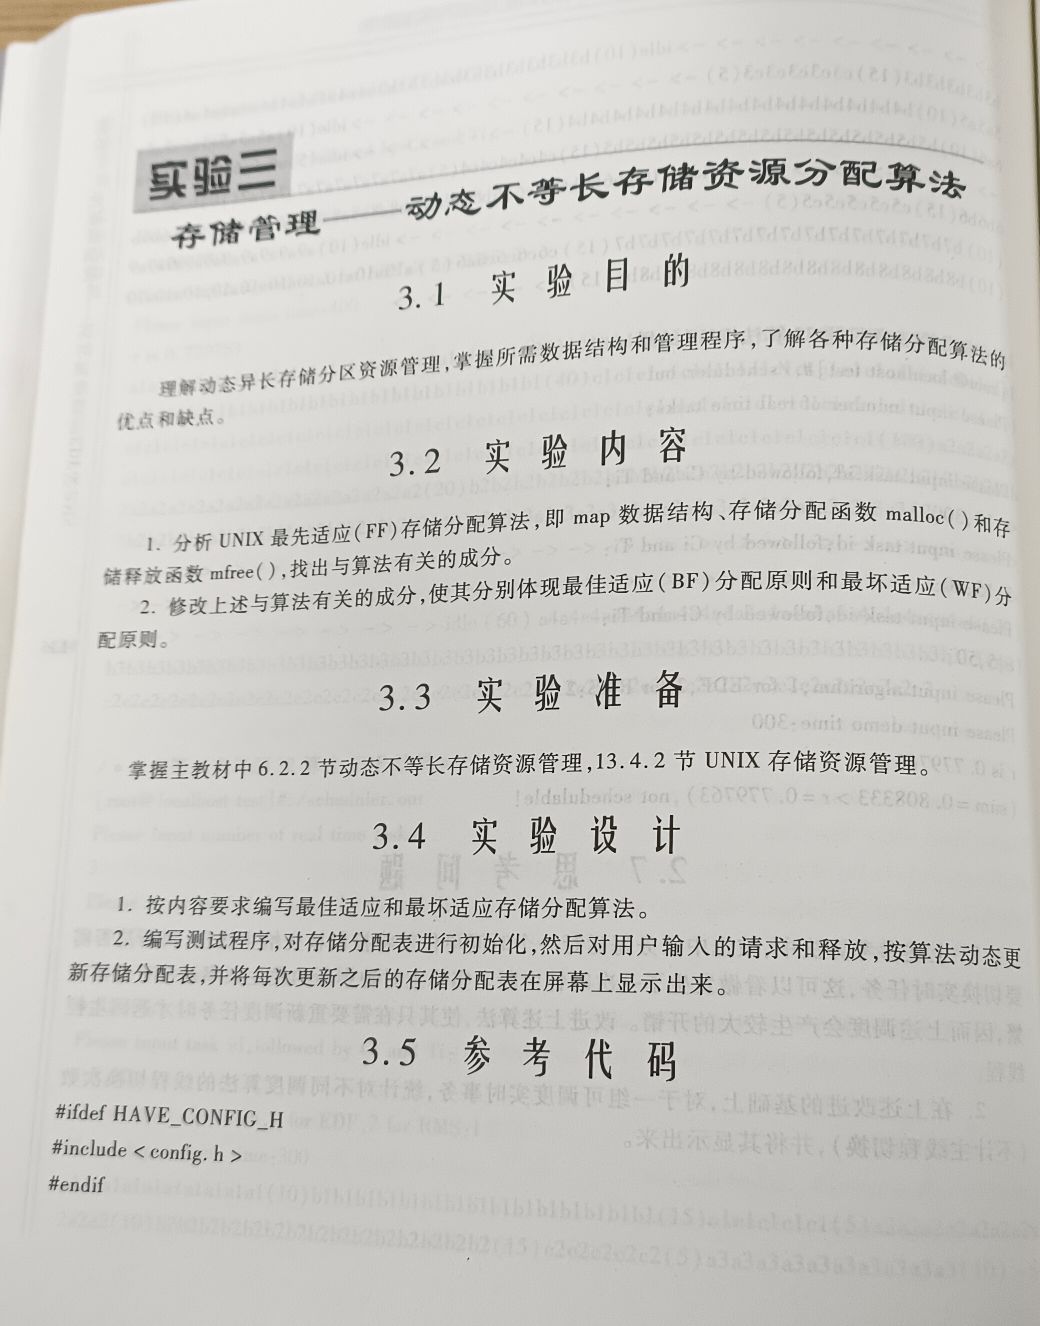 实验三
存储管理——动态不等长存储资源分配算法
3.1 实验目的
理解动态异长存储分区资源管理,掌握所需数据结构和管理程序,了解各种存储分配算法的
优点和缺点。
3.2 实验内容
1. 分析 UNIX 最先适应(FF)存储分配算法,即 map 数据结构、存储分配函数 malloc()和存
储释放函数 mfree(),找出与算法有关的成分。
2. 修改上述与算法有关的成分,使其分别体现最佳适应(BF)分配原则和最坏适应(WF)分
配原则。
3.3 实验准备
掌握主教材中 6.2.2 节动态不等长存储资源管理,13.4.2 节 UNIX 存储资源管理。
3.4 实验设计
1. 按内容要求编写最佳适应和最坏适应存储分配算法。
2. 编写测试程序,对存储分配表进行初始化,然后对用户输入的请求和释放,按算法动态更
新存储分配表,并将每次更新之后的存储分配表在屏幕上显示出来。
3.5 参考代码
#ifdef HAVE_CONFIG_H
#include < config. h >
#endif